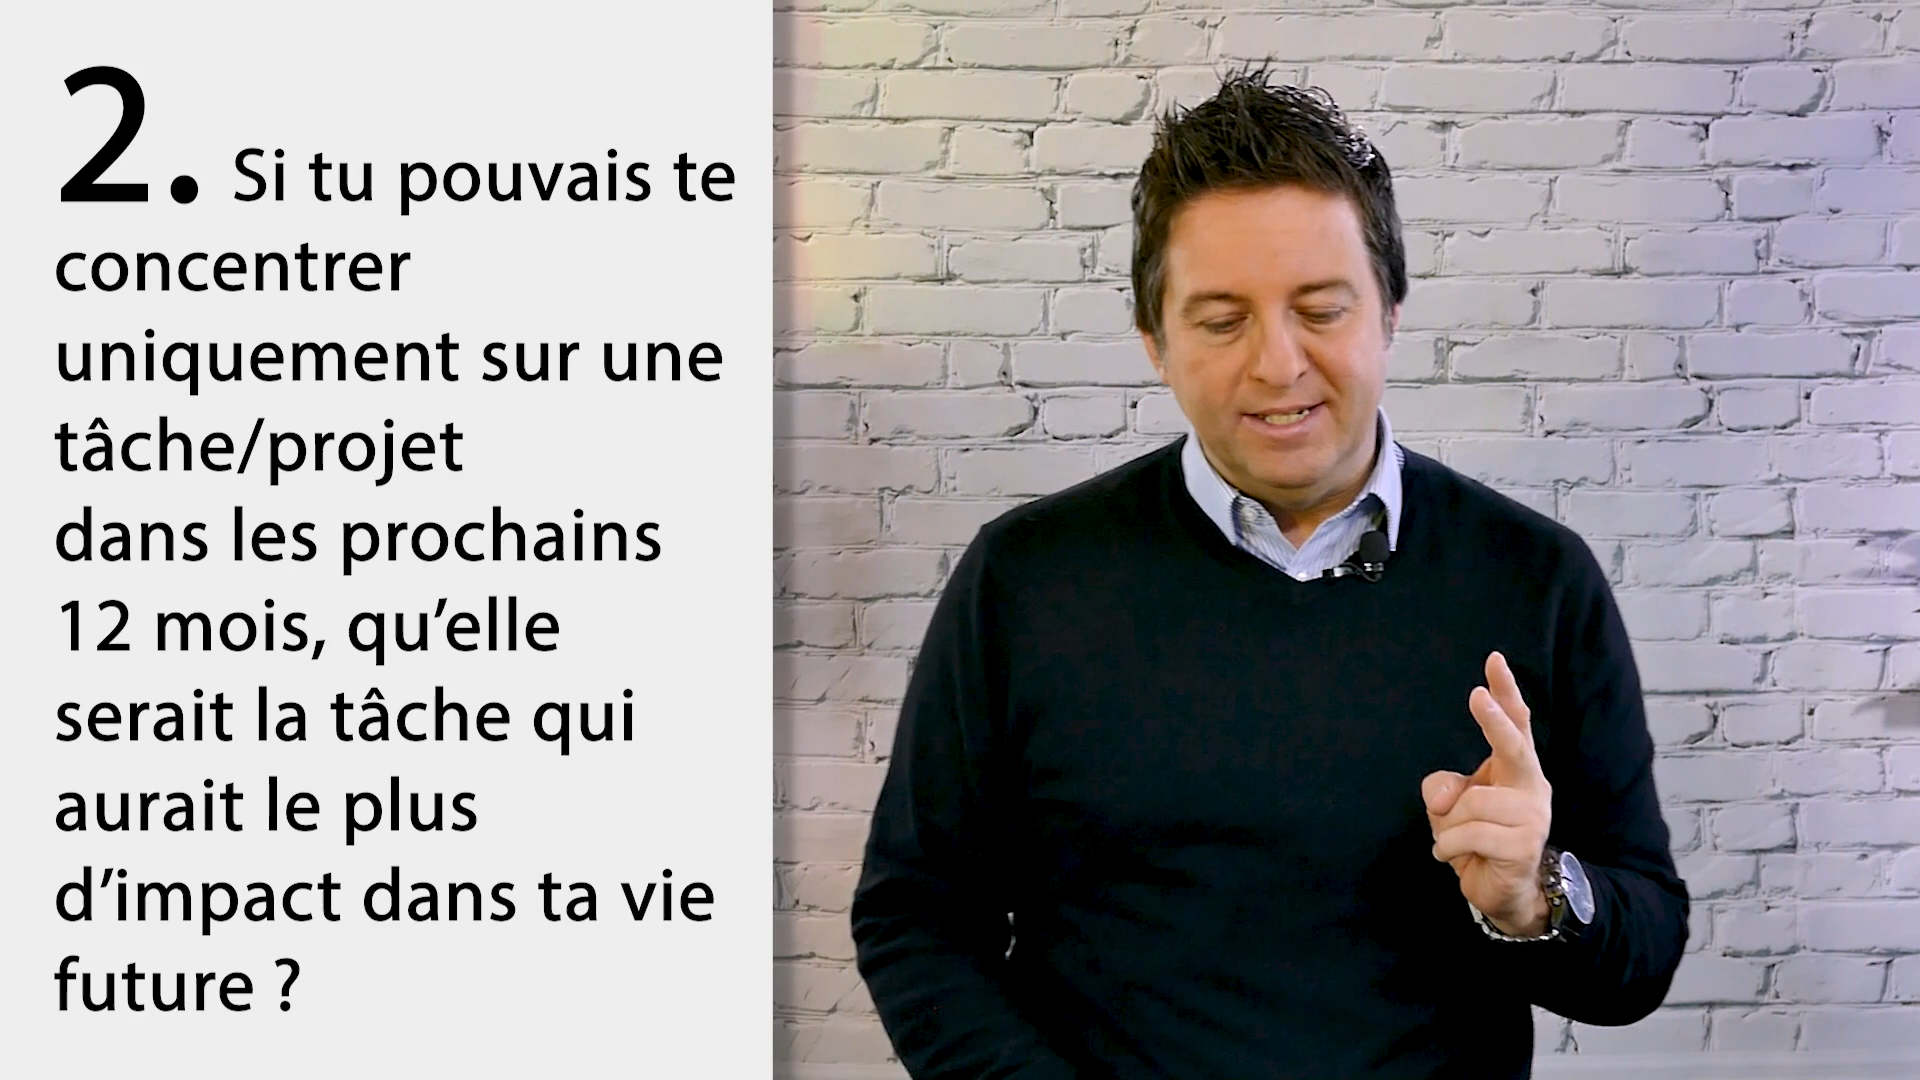 2. Si tu pouvais te
concentrer
uniquement sur une
tâche/projet
dans les prochains
12 mois, qu’elle
serait la tâche qui
aurait le plus
d’impact dans ta vie
future ?